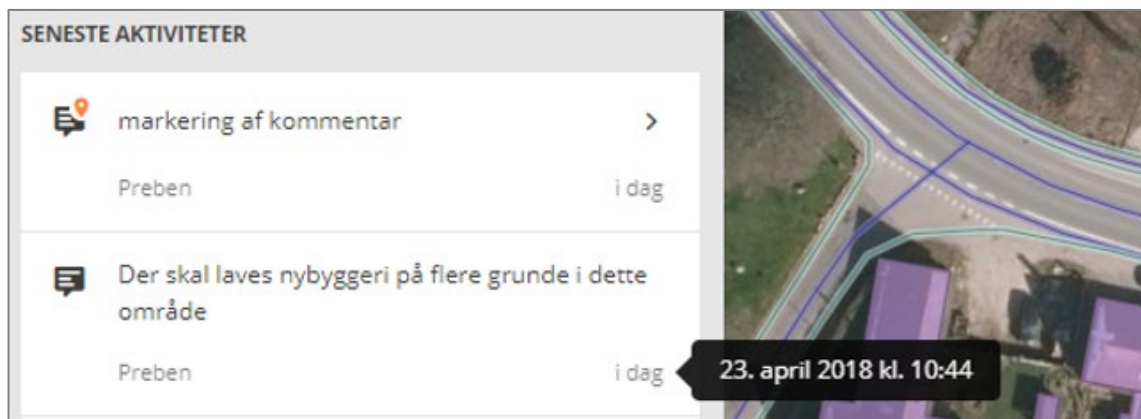 SENESTE AKTIVITETER
markering af kommentar
Preben
i dag
Der skal laves nybyggeri på flere grunde i dette
område
Preben
i dag
23. april 2018 kl. 10:44